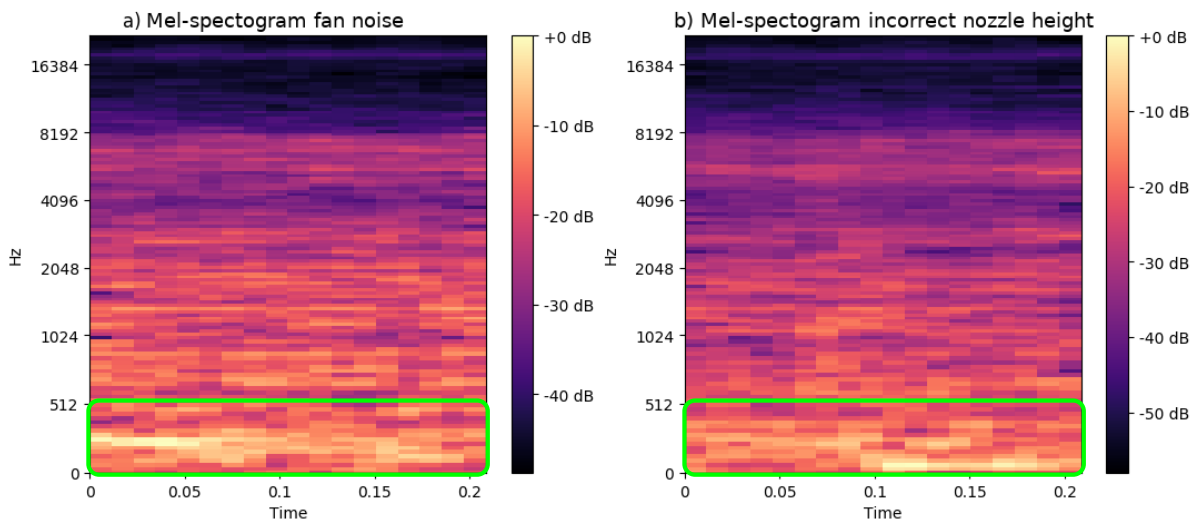 a) Mel-spectogram fan noise
16384
8192
4096
2048
1024
512
0
Hz
0
0.05
0.1
0.15
0.2
Time
+0 dB
-10 dB
-20 dB
-30 dB
-40 dB
b) Mel-spectogram incorrect nozzle height
16384
8192
4096
2048
1024
512
0
Hz
0
0.05
0.1
0.15
0.2
Time
+0 dB
-10 dB
-20 dB
-30 dB
-40 dB
-50 dB